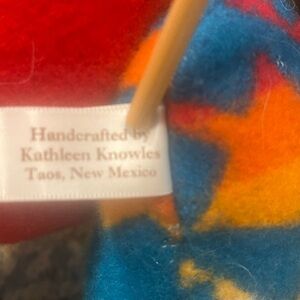 Handcrafted by
Kathleen Knowles
Taos, New Mexico